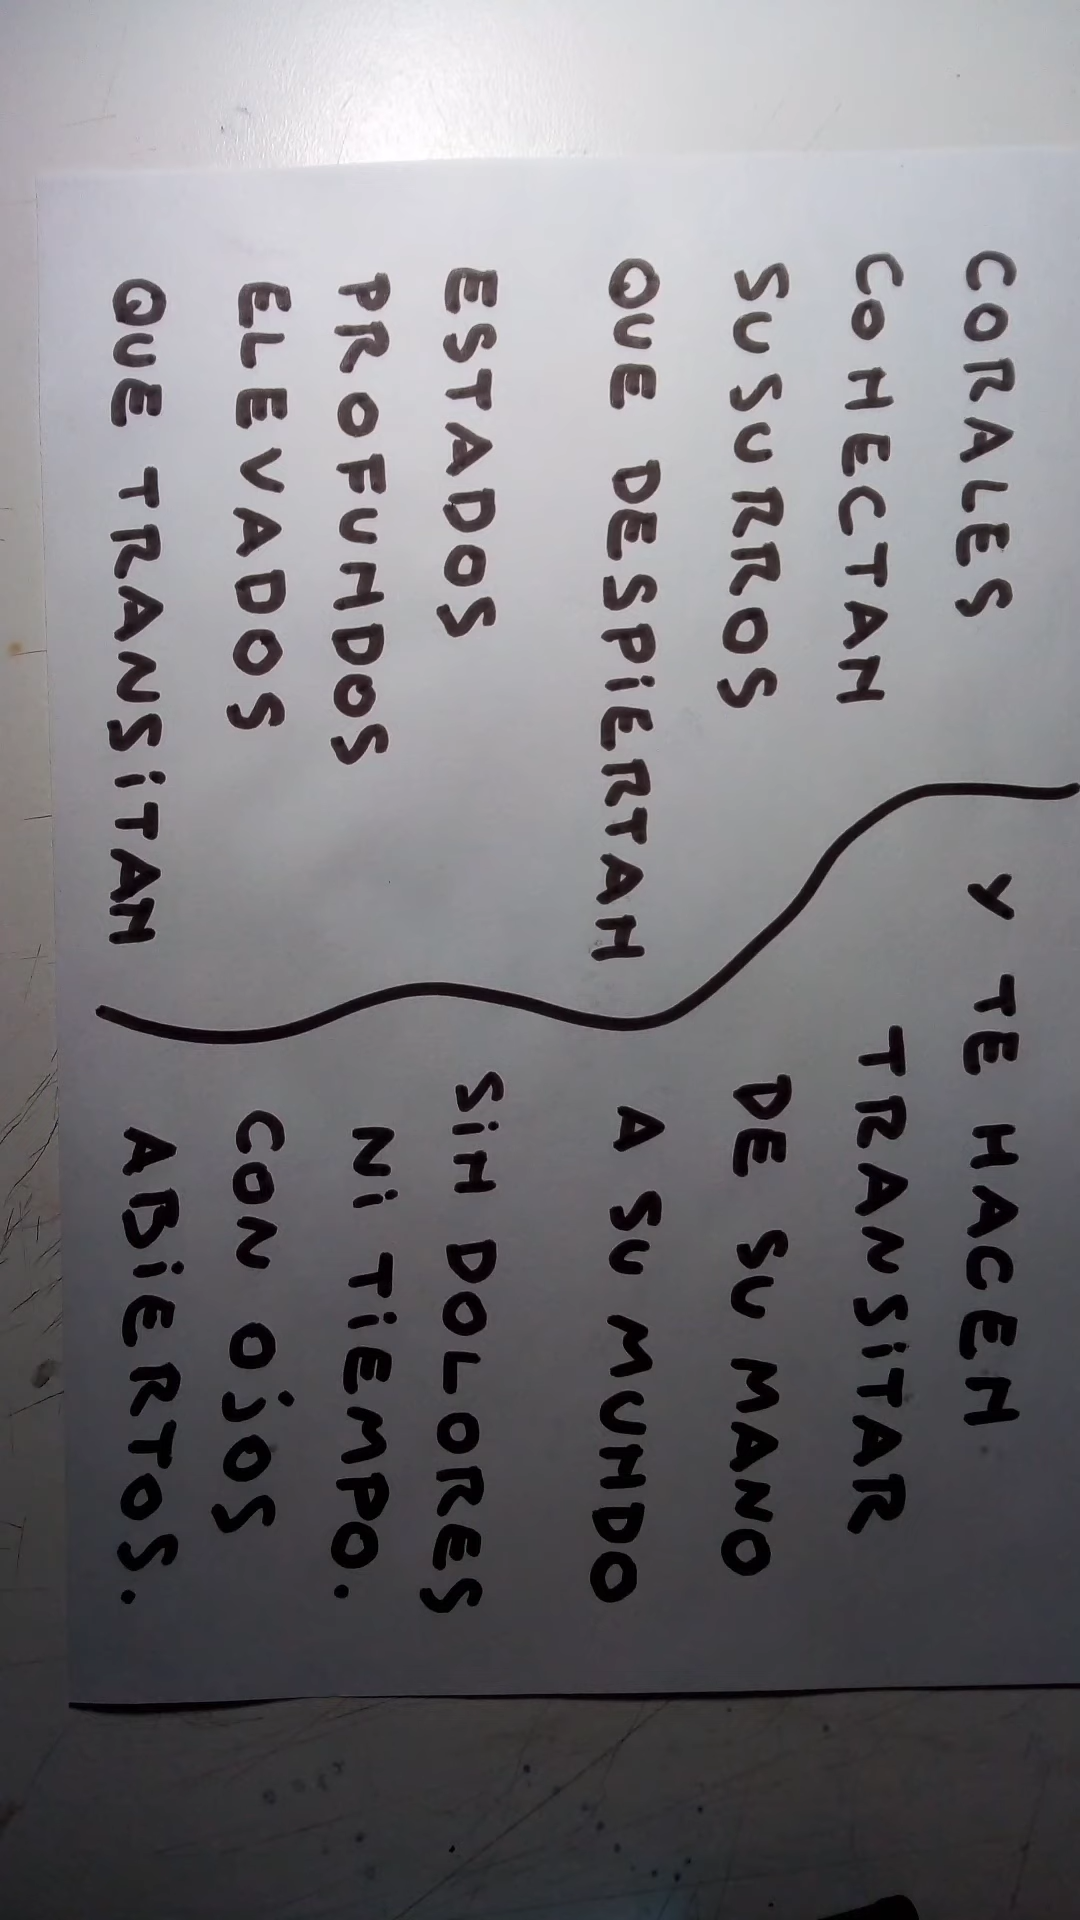 CORALES
CONECTAN
SUSURROS
QUE DESPIERTAN
ESTADOS
PROFUNDOS
ELEVADOS
QUE TRANSITAN
Y TE HACEN
TRANSITAR
DE SU MANO
A SU MUNDO
SIN DOLORES
NI TIEMPO.
CON OJOS
ABIERTOS.